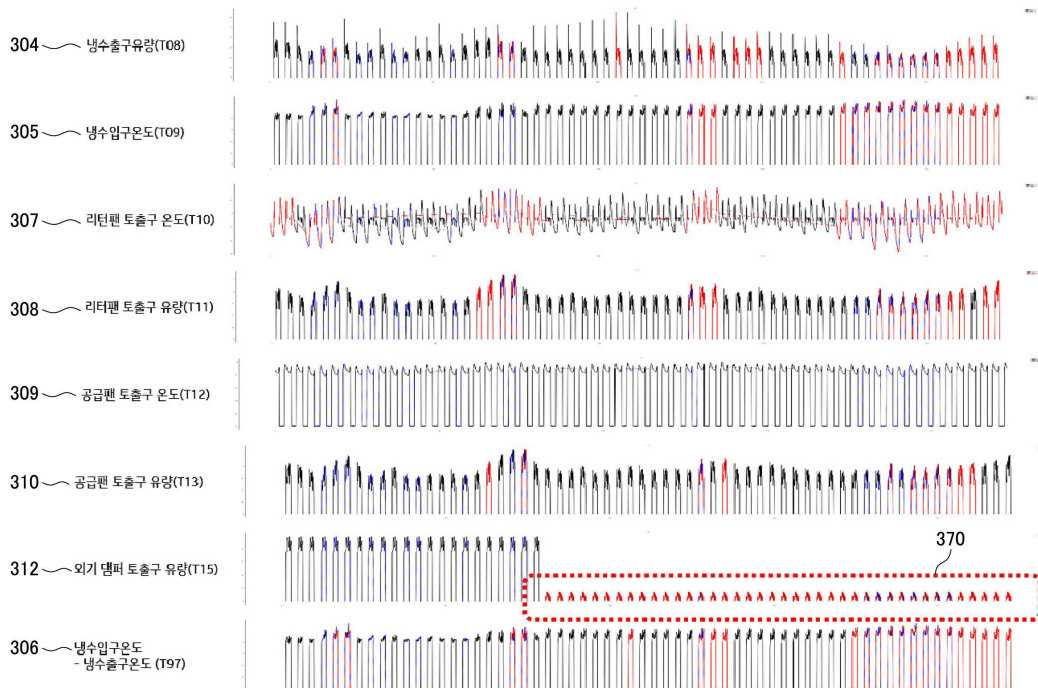 304 냉수출구유량(T08)
305 냉수입구온도(T09)
307 리턴팬 토출구 온도(T10)
308 리터팬 토출구 유량(T11)
309 공급팬 토출구 온도(T12)
310 공급팬 토출구 유량(T13)
370
312 외기 댐퍼 토출구 유량(T15)
306 냉수입구온도
- 냉수출구온도 (T97)